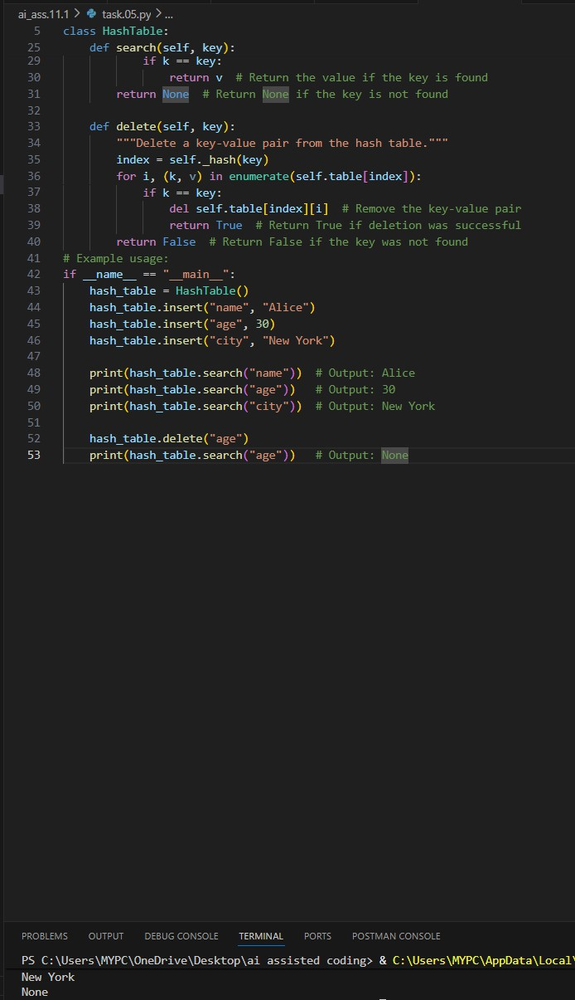 ai_ass.11.1 > task.05.py > ...
5 class HashTable:
25     def search(self, key):
29             if k == key:
30                 return v  # Return the value if the key is found
31         return None  # Return None if the key is not found
32
33     def delete(self, key):
34         """Delete a key-value pair from the hash table."""
35         index = self._hash(key)
36         for i, (k, v) in enumerate(self.table[index]):
37             if k == key:
38                 del self.table[index][i]  # Remove the key-value pair
39                 return True  # Return True if deletion was successful
40         return False  # Return False if the key was not found
41 # Example usage:
42 if __name__ == "__main__":
43     hash_table = HashTable()
44     hash_table.insert("name", "Alice")
45     hash_table.insert("age", 30)
46     hash_table.insert("city", "New York")
47
48     print(hash_table.search("name"))  # Output: Alice
49     print(hash_table.search("age"))   # Output: 30
50     print(hash_table.search("city"))  # Output: New York
51
52     hash_table.delete("age")
53     print(hash_table.search("age"))   # Output: None
PROBLEMS OUTPUT DEBUG CONSOLE TERMINAL PORTS POSTMAN CONSOLE
PS C:\Users\MYPC\OneDrive\Desktop\ai assisted coding> & C:\Users\MYPC\AppData\Local\
New York
None